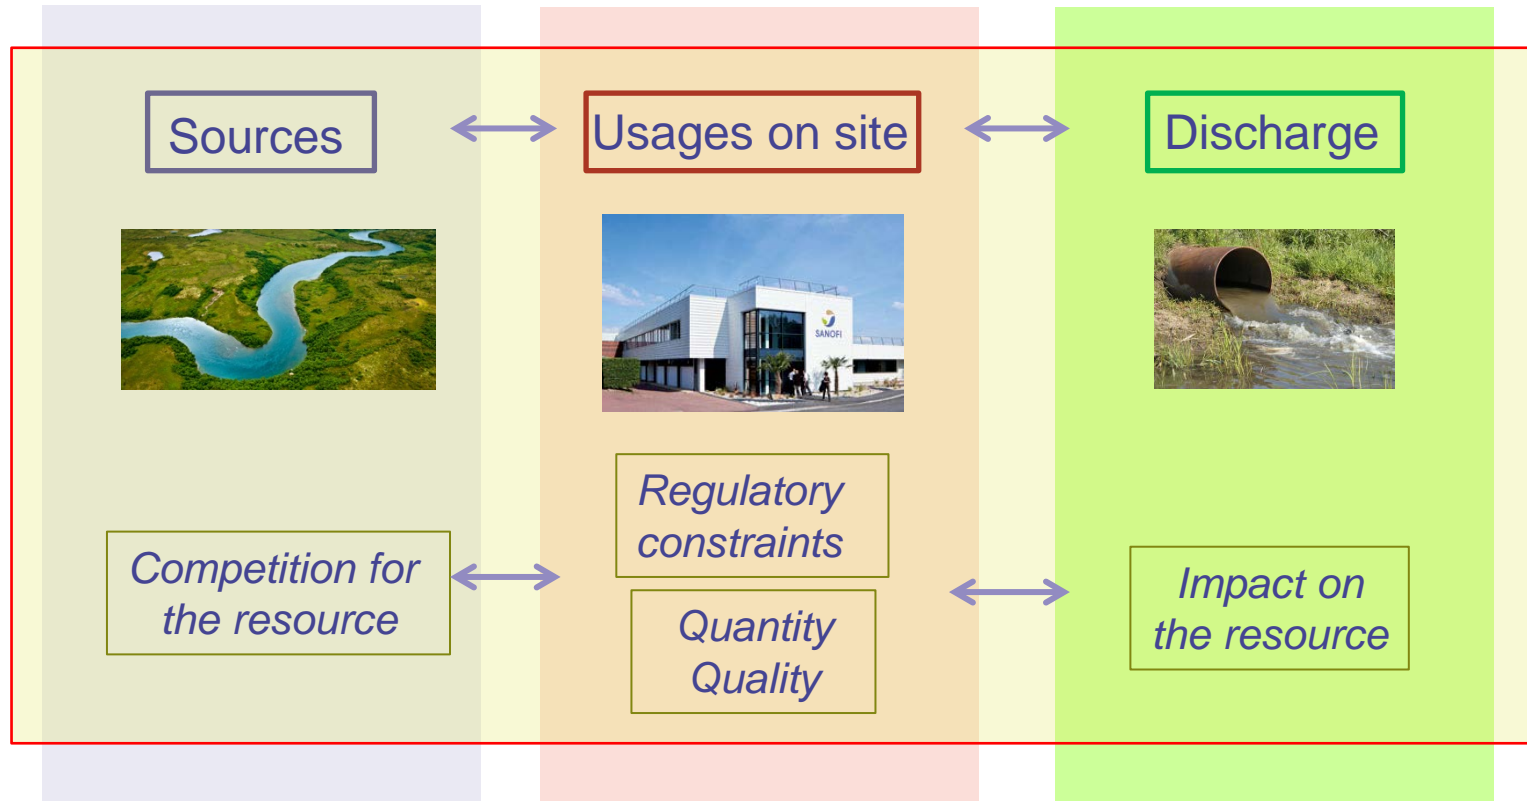 Sources
Usages on site
Discharge
SANOFI
Regulatory
constraints
Competition for
the resource
Quantity
Quality
Impact on
the resource